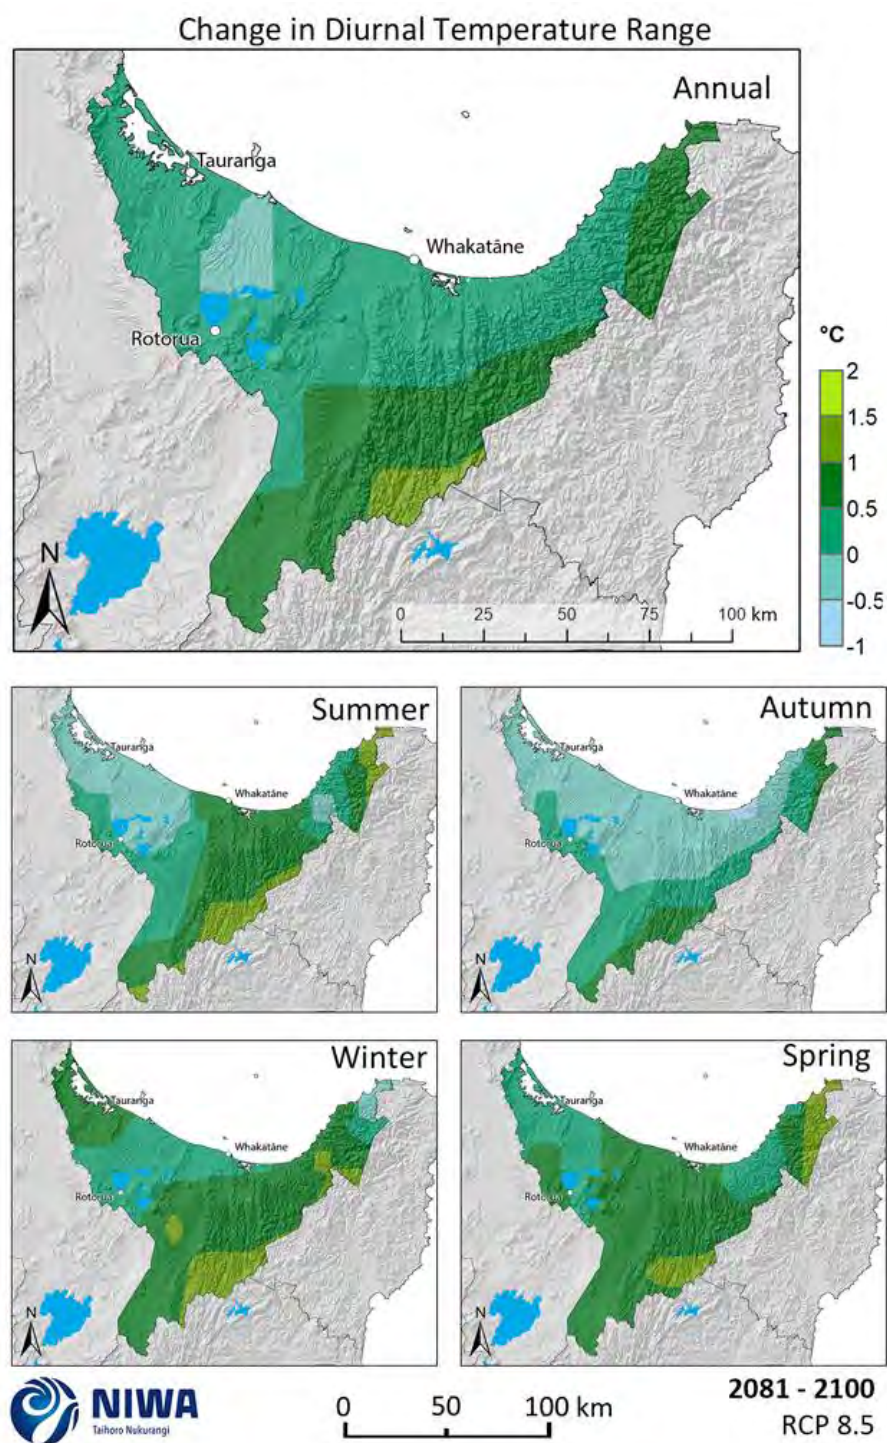 Change in Diurnal Temperature Range
Annual
Tauranga
Whakatāne
Rotorua
°C
2
1.5
1
0.5
0
-0.5
-1
N
0 25 50 75 100 km
Summer
Tauranga
Whakatāne
Rotorua
N
Autumn
Tauranga
Whakatāne
Rotorua
N
Winter
Tauranga
Whakatāne
Rotorua
N
Spring
Tauranga
Whakatāne
Rotorua
N
NIWA
Taihoro Nukurangi
0 50 100 km
2081 - 2100
RCP 8.5